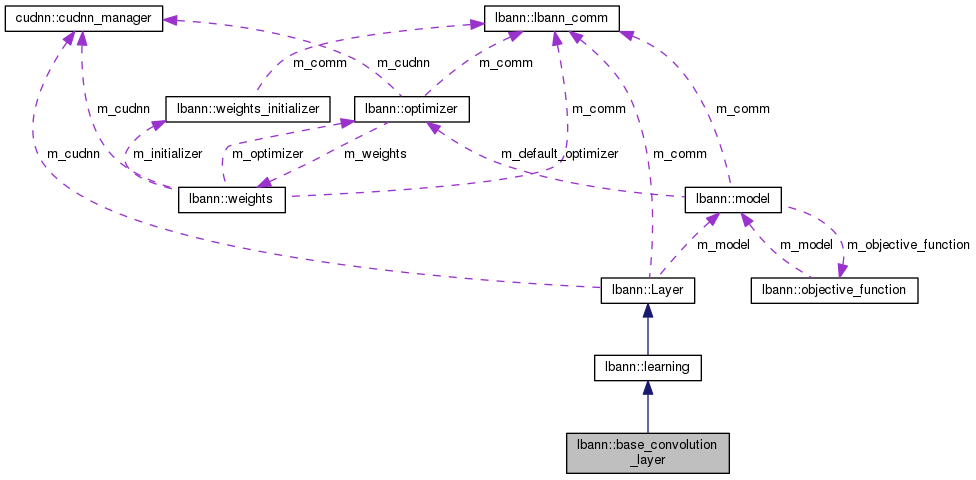 cudnn::cudnn_manager
lbann::lbann_comm
m_comm
m_cudnn
m_comm
lbann::weights_initializer
lbann::optimizer
m_cudnn
m_comm
m_comm
m_cudnn
m_initializer
m_optimizer
m_weights
m_default_optimizer
m_comm
lbann::weights
lbann::model
m_model
m_model
m_objective_function
lbann::Layer
lbann::objective_function
lbann::learning
lbann::base_convolution
_layer